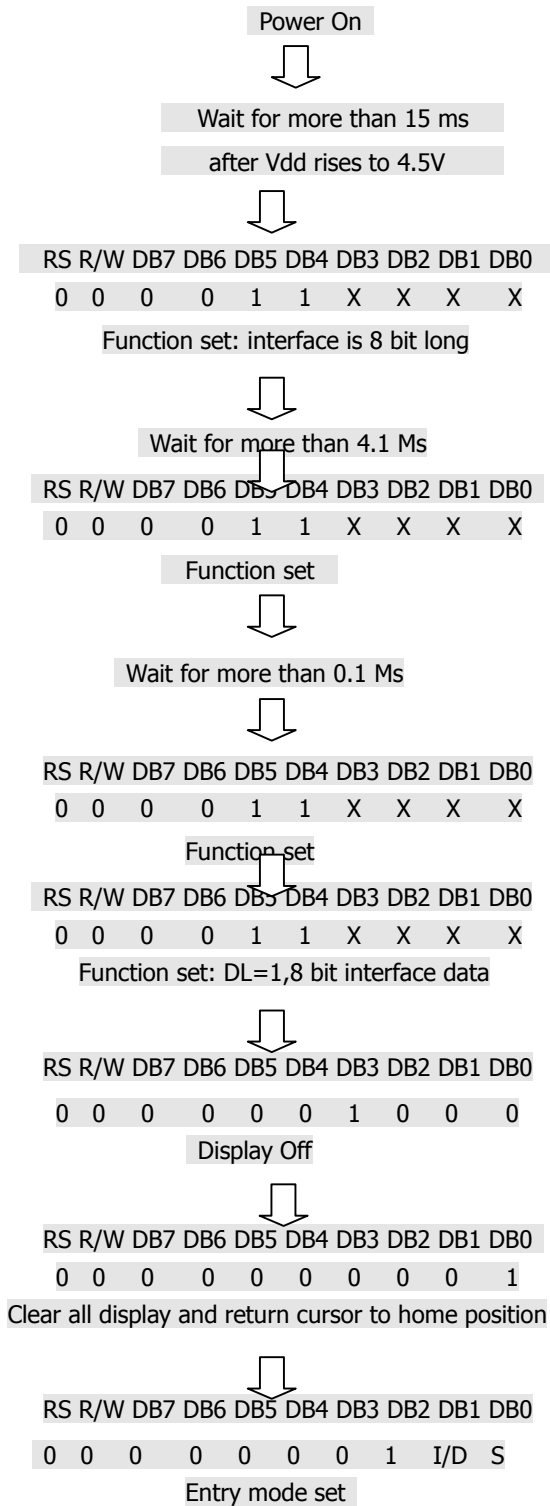 Power On
Wait for more than 15 ms
after Vdd rises to 4.5V
RS R/W DB7 DB6 DB5 DB4 DB3 DB2 DB1 DB0
0 0 0 0 1 1 X X X X
Function set: interface is 8 bit long
Wait for more than 4.1 Ms
RS R/W DB7 DB6 DB5 DB4 DB3 DB2 DB1 DB0
0 0 0 0 1 1 X X X X
Function set
Wait for more than 0.1 Ms
RS R/W DB7 DB6 DB5 DB4 DB3 DB2 DB1 DB0
0 0 0 0 1 1 X X X X
Function set
RS R/W DB7 DB6 DB5 DB4 DB3 DB2 DB1 DB0
0 0 0 0 1 1 X X X X
Function set: DL=1,8 bit interface data
RS R/W DB7 DB6 DB5 DB4 DB3 DB2 DB1 DB0
0 0 0 0 0 0 1 0 0 0
Display Off
RS R/W DB7 DB6 DB5 DB4 DB3 DB2 DB1 DB0
0 0 0 0 0 0 0 0 0 1
Clear all display and return cursor to home position
RS R/W DB7 DB6 DB5 DB4 DB3 DB2 DB1 DB0
0 0 0 0 0 0 0 1 I/D S
Entry mode set